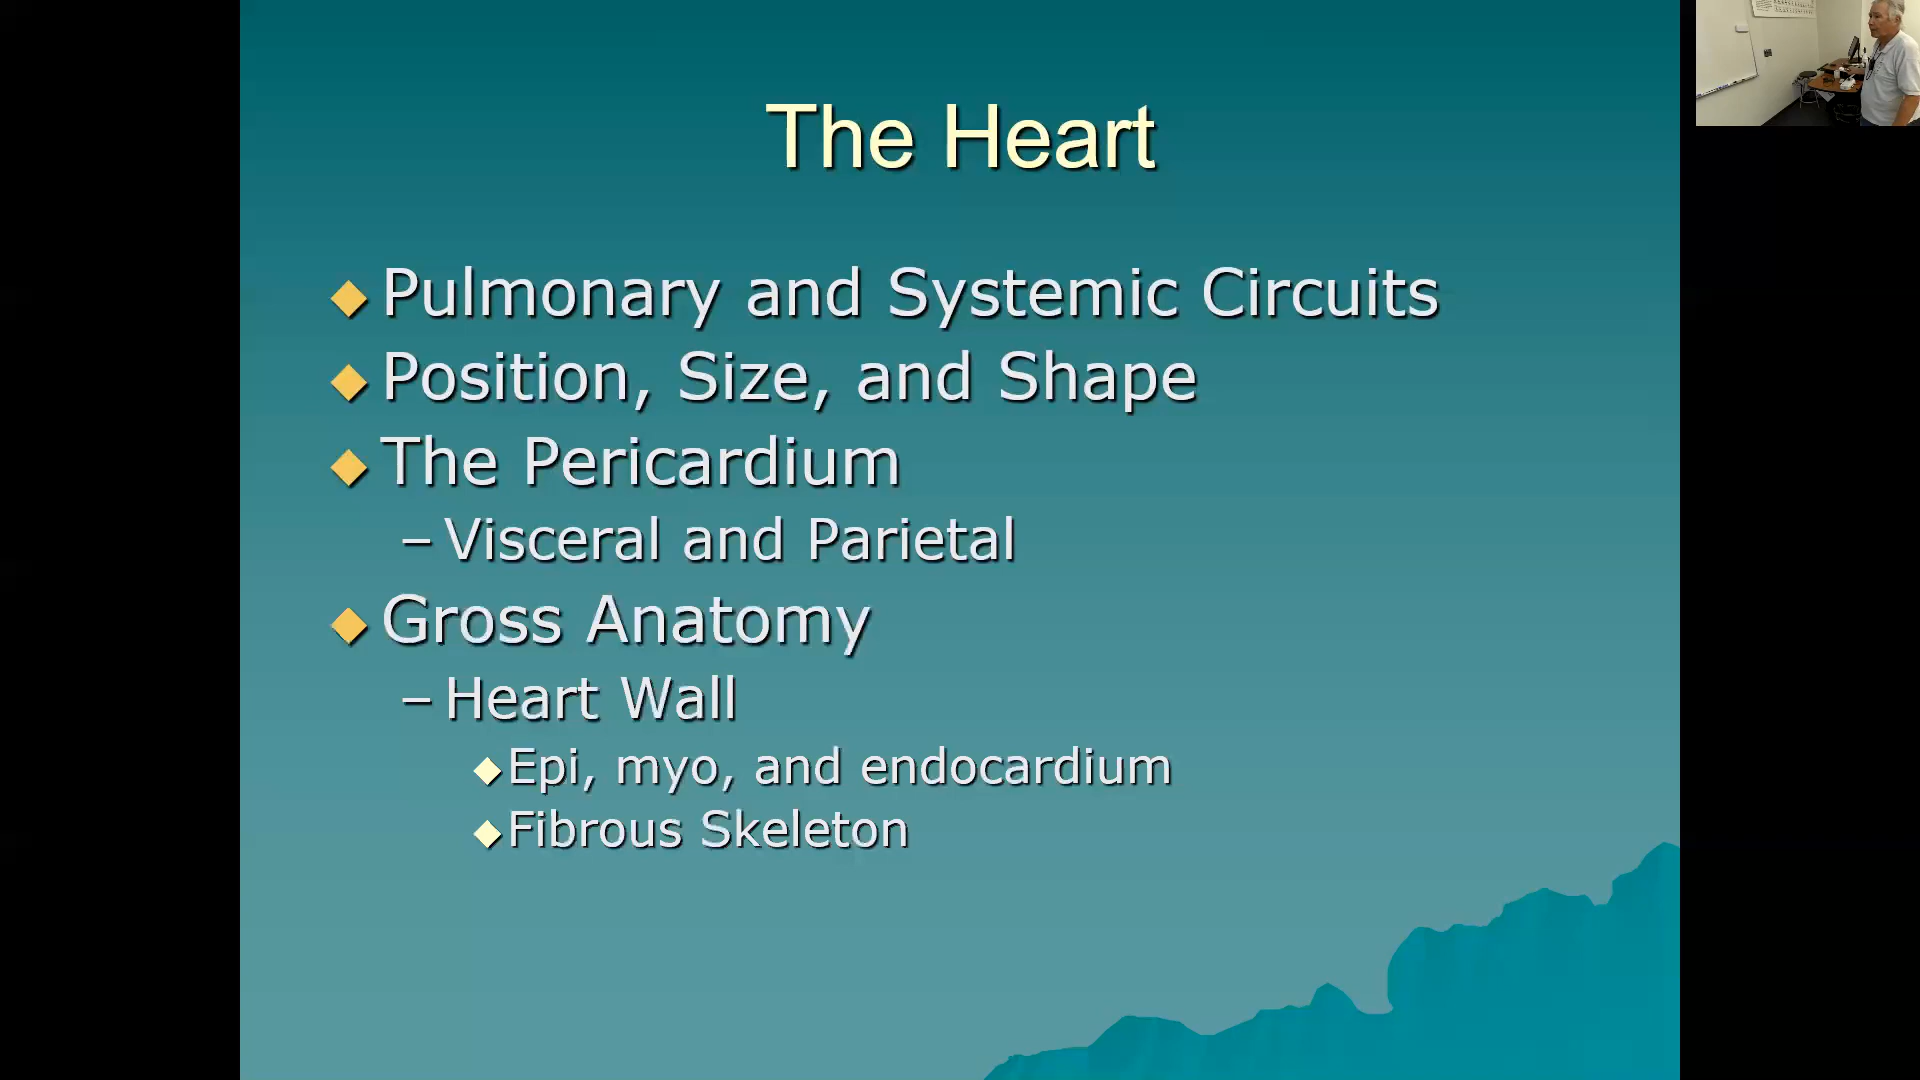 The Heart
Pulmonary and Systemic Circuits
Position, Size, and Shape
The Pericardium
– Visceral and Parietal
Gross Anatomy
– Heart Wall
Epi, myo, and endocardium
Fibrous Skeleton